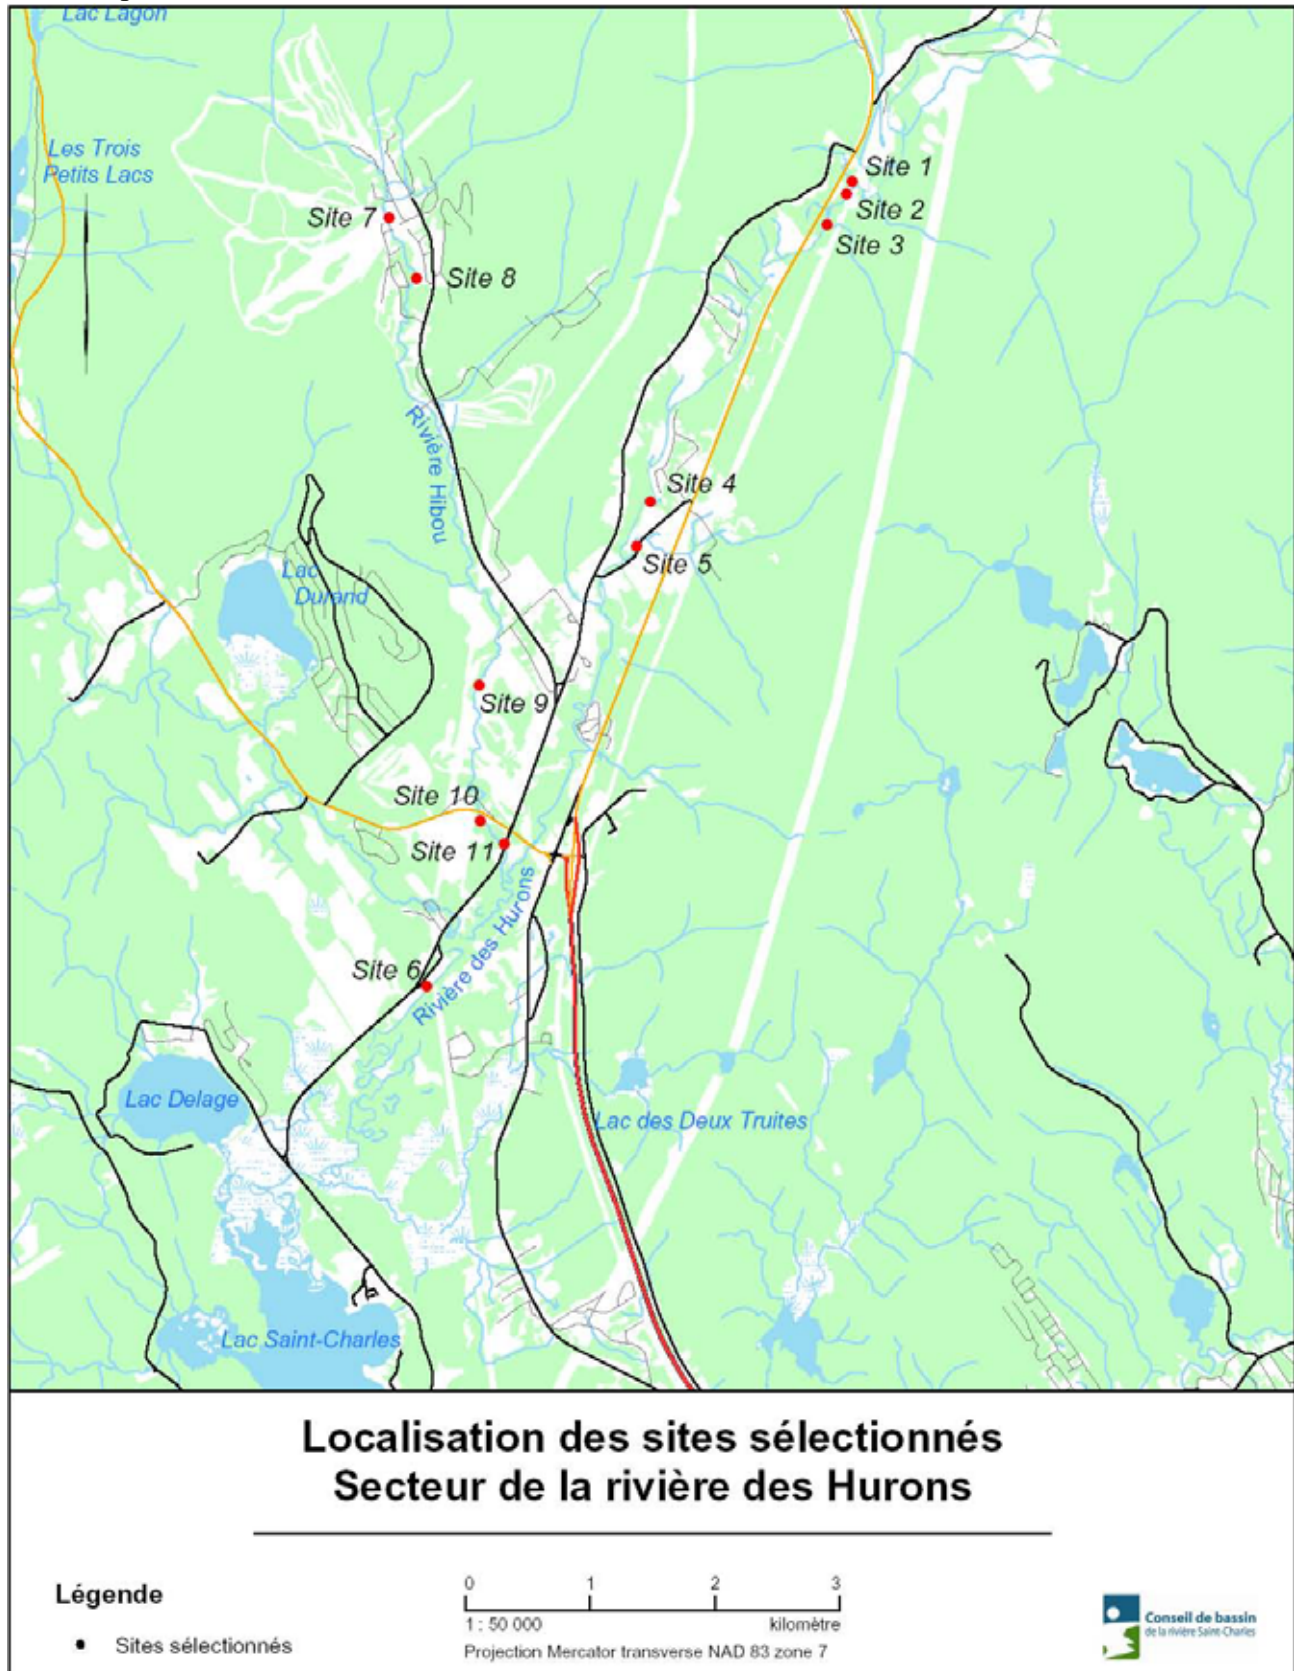 Lac Lagon
Les Trois
Petits Lacs
Site 1
Site 2
Site 3
Site 7
Site 8
Rivière Hibou
Site 4
Site 5
Lac
Durand
Site 9
Site 10
Site 11
Rivière des Hurons
Site 6
Lac Delage
Lac des Deux Truites
Lac Saint-Charles
Localisation des sites sélectionnés
Secteur de la rivière des Hurons
Légende
Sites sélectionnés
0 1 2 3
1 : 50 000 kilomètre
Projection Mercator transverse NAD 83 zone 7
Conseil de bassin
de la rivière Saint-Charles